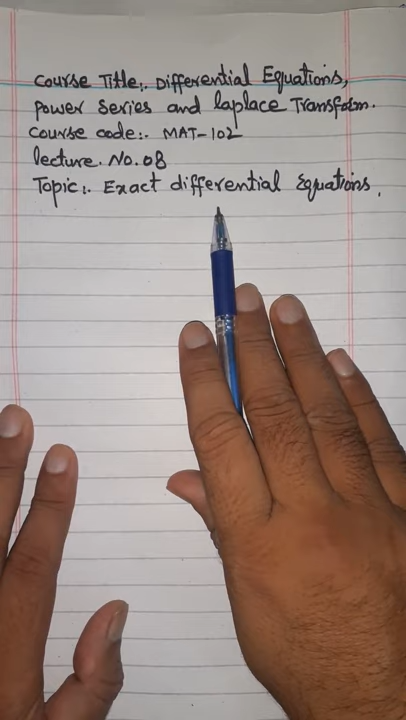 Course Title:. Differential Equations,
Power Series and Laplace Transform.
Course code:. MAT-102
lecture. No. 08
Topic:. Exact differential Equations.